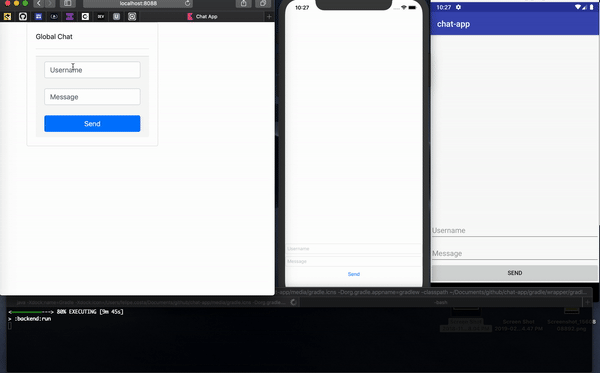 localhost:8088
Chat App
Global Chat
Username
Message
Send
10:27
Username
Message
Send
10:27
chat-app
Username
Message
SEND
bash
80% EXECUTING [9m 45s]
> :backend:run